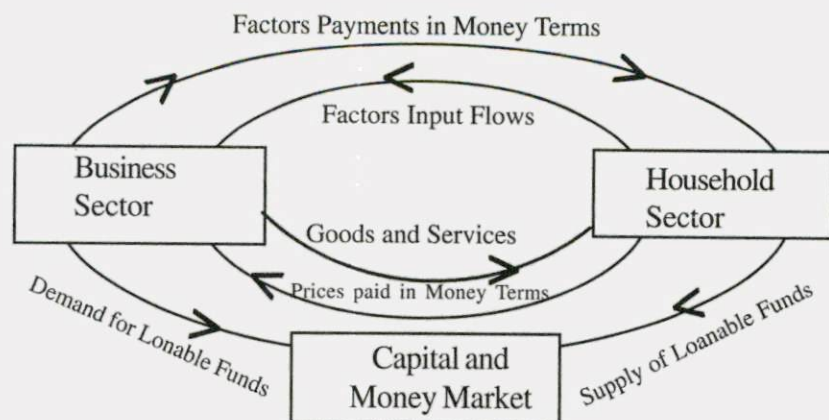 Factors Payments in Money Terms
Factors Input Flows
Business
Sector
Household
Sector
Goods and Services
Prices paid in Money Terms
Demand for Lonable Funds
Supply of Loanable Funds
Capital and
Money Market